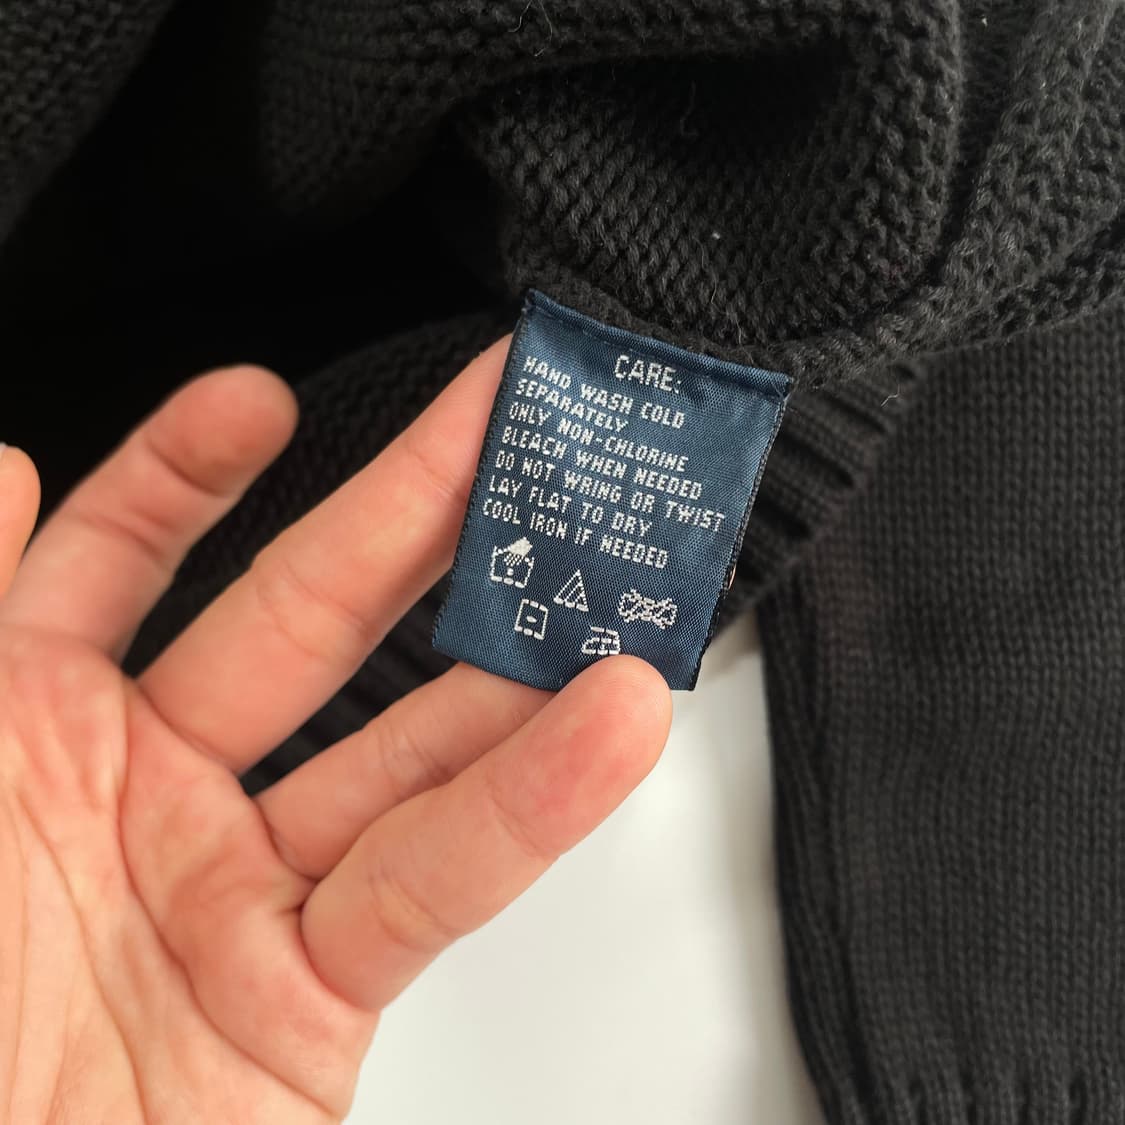 CARE:
HAND WASH COLD
SEPARATELY
ONLY NON-CHLORINE
BLEACH WHEN NEEDED
DO NOT WRING OR TWIST
LAY FLAT TO DRY
COOL IRON IF NEEDED